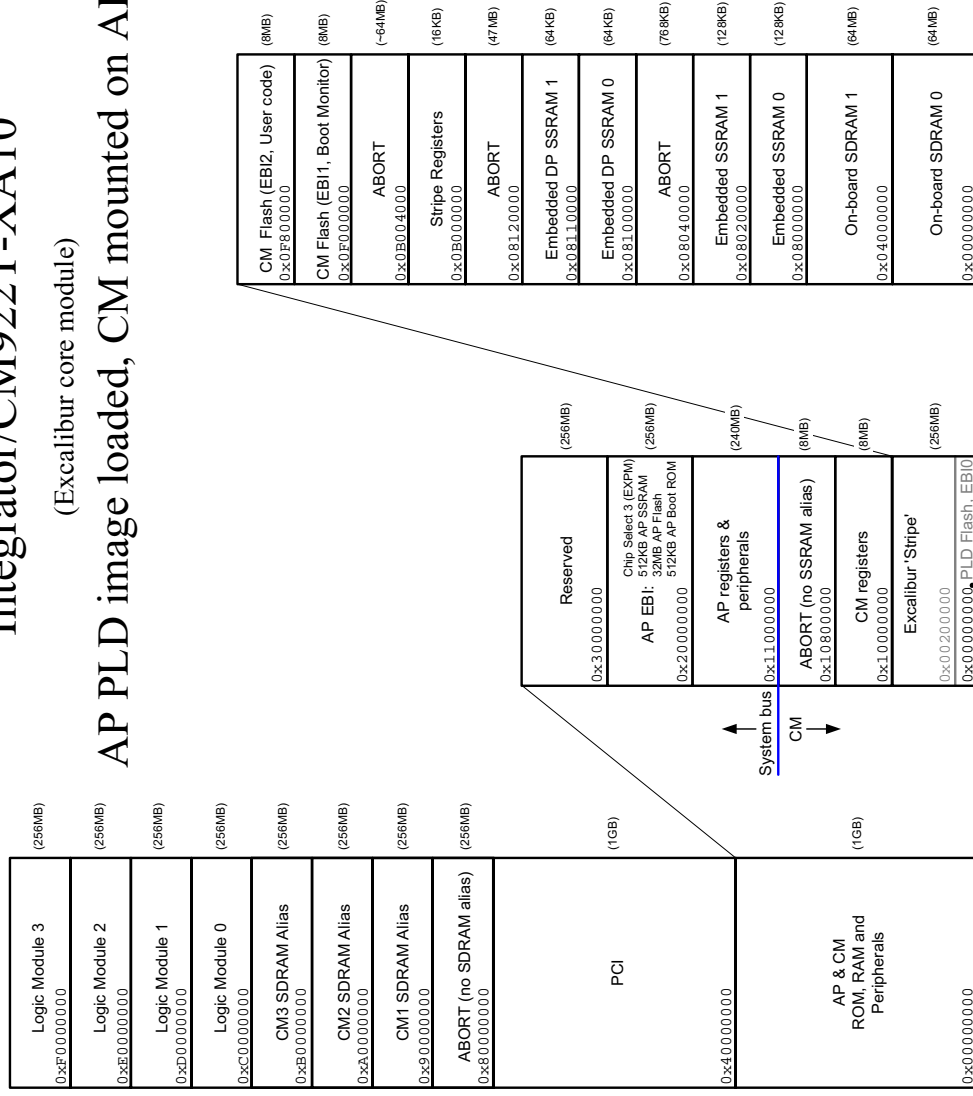 Integrator/CM922T-XA10
(Excalibur core module)
AP PLD image loaded, CM mounted on
Logic Module 3
0xF0000000
(256MB)
Logic Module 2
0xE0000000
(256MB)
Logic Module 1
0xD0000000
(256MB)
Logic Module 0
0xC0000000
(256MB)
CM3 SDRAM Alias
0xB0000000
(256MB)
CM2 SDRAM Alias
0xA0000000
(256MB)
CM1 SDRAM Alias
0x90000000
(256MB)
ABORT (no SDRAM alias)
0x80000000
(256MB)
PCI
0x40000000
(1GB)
AP & CM
ROM, RAM and
Peripherals
0x00000000
(1GB)
Reserved
0x30000000
(256MB)
AP EBI:
Chip Select 3 (EXPM)
512KB AP SSRAM
32MB AP Flash
512KB AP Boot ROM
0x20000000
(256MB)
AP registers &
peripherals
0x11000000
(240MB)
System bus
CM
ABORT (no SSRAM alias)
0x10800000
(8MB)
CM registers
0x10000000
(8MB)
Excalibur 'Stripe'
(256MB)
0x00200000
0x00000000
PLD Flash, EBI0
CM Flash (EBI2, User code)
0x0F800000
(8MB)
CM Flash (EBI1, Boot Monitor)
0x0F000000
(8MB)
ABORT
0x0B004000
(~64MB)
Stripe Registers
0x0B000000
(16KB)
ABORT
0x08120000
(47MB)
Embedded DP SSRAM 1
0x08110000
(64KB)
Embedded DP SSRAM 0
0x08100000
(64KB)
ABORT
0x08040000
(768KB)
Embedded SSRAM 1
0x08020000
(128KB)
Embedded SSRAM 0
0x08000000
(128KB)
On-board SDRAM 1
0x04000000
(64MB)
On-board SDRAM 0
0x00000000
(64MB)